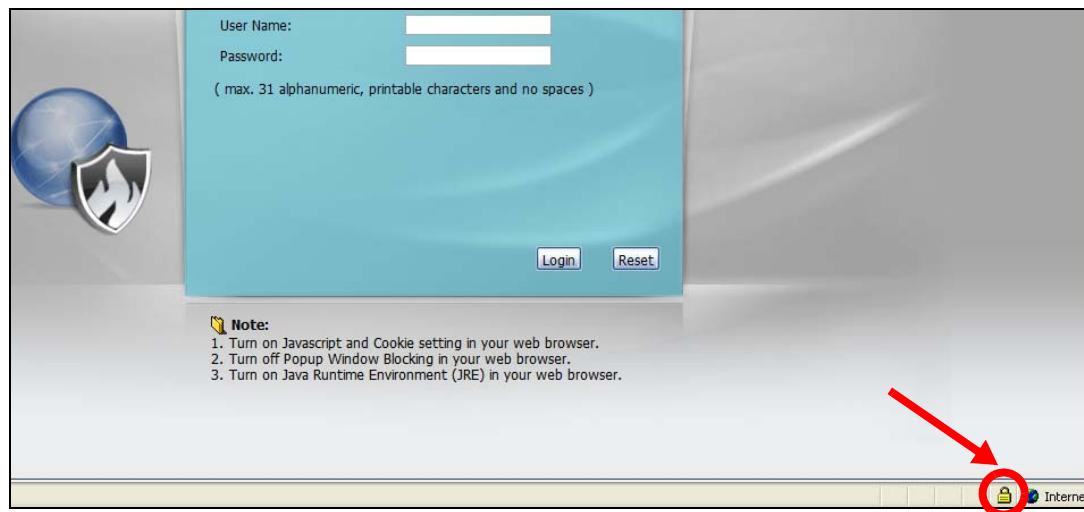 User Name:
Password:
( max. 31 alphanumeric, printable characters and no spaces )
Login Reset
Note:
1. Turn on Javascript and Cookie setting in your web browser.
2. Turn off Popup Window Blocking in your web browser.
3. Turn on Java Runtime Environment (JRE) in your web browser.
Interne